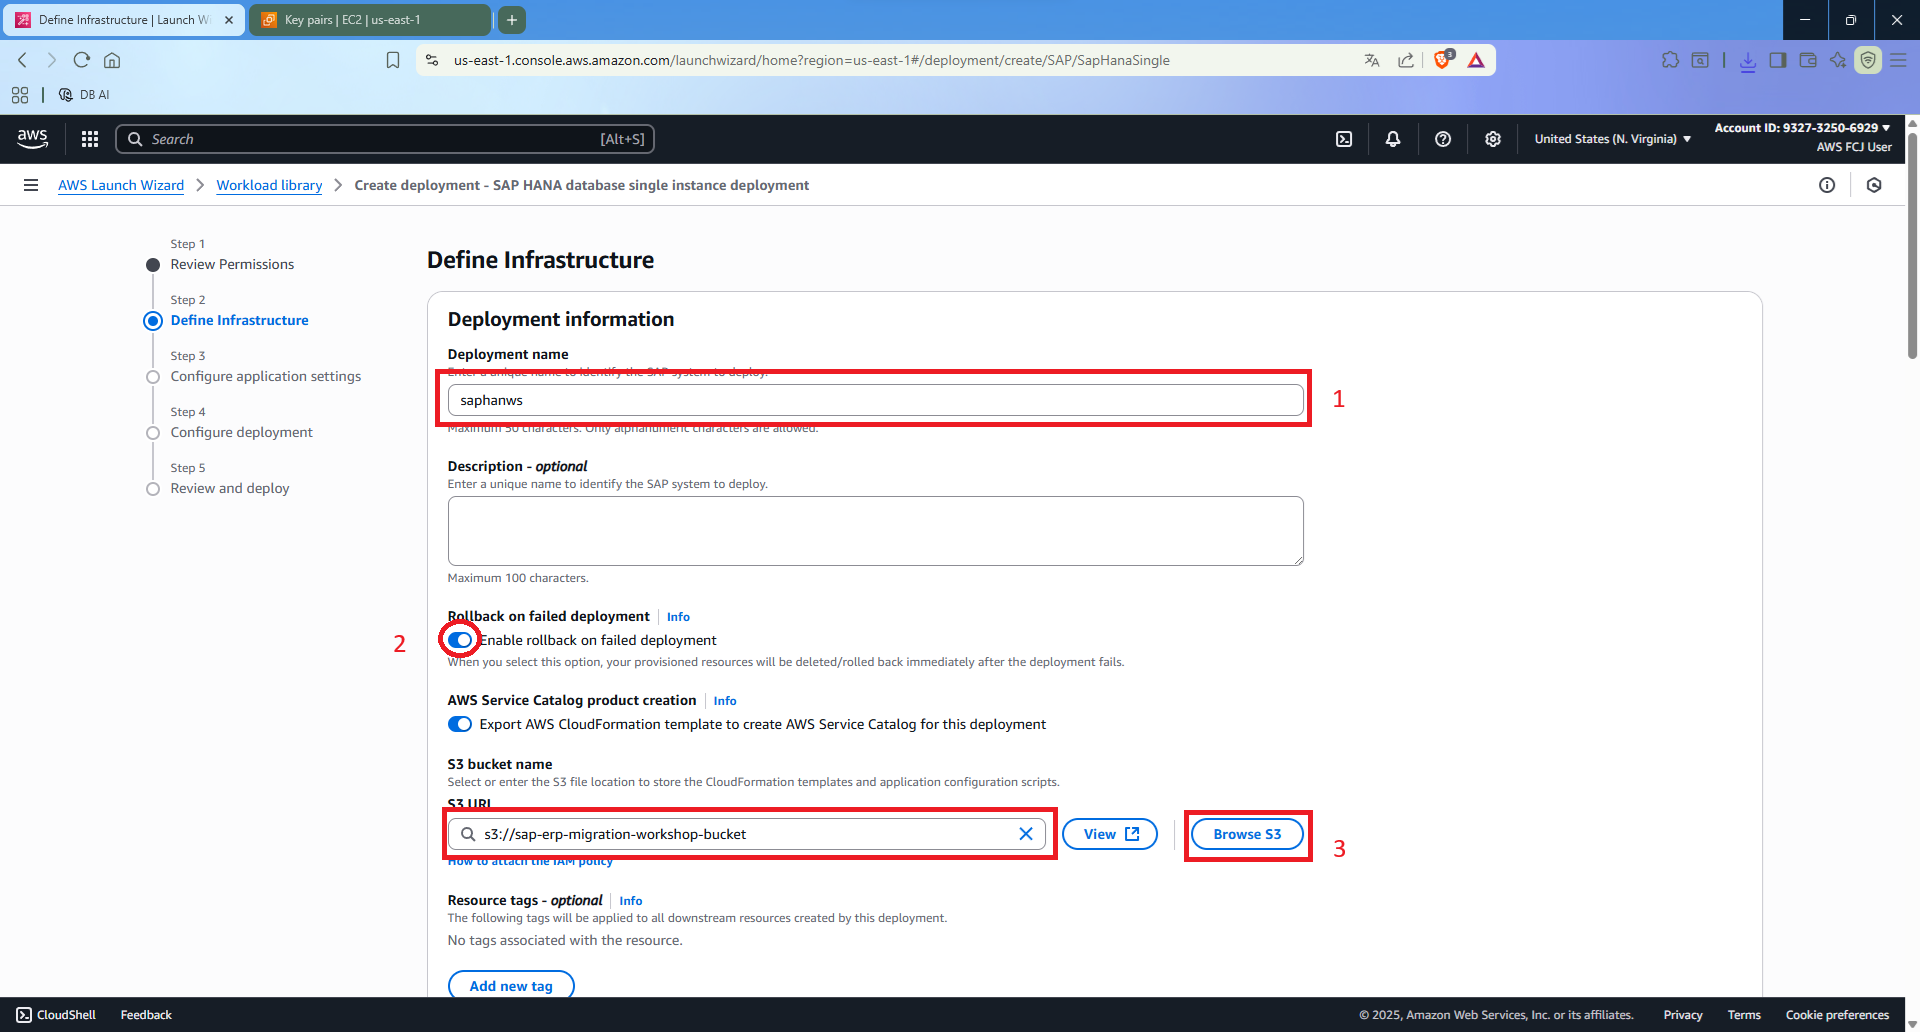 Define Infrastructure | Launch Wi
Key pairs | EC2 | us-east-1
us-east-1.console.aws.amazon.com/launchwizard/home?region=us-east-1#/deployment/create/SAP/SapHanaSingle
3
DB AI
aws
Search
[Alt+S]
United States (N. Virginia)
Account ID: 9327-3250-6929
AWS FCJ User
AWS Launch Wizard
Workload library
Create deployment - SAP HANA database single instance deployment
Step 1
Review Permissions
Step 2
Define Infrastructure
Step 3
Configure application settings
Step 4
Configure deployment
Step 5
Review and deploy
Define Infrastructure
Deployment information
Deployment name
Enter a unique name to identify the SAP system to deploy.
saphanws
1
Maximum 50 characters. Only alphanumeric characters are allowed.
Description - optional
Enter a unique name to identify the SAP system to deploy.
Maximum 100 characters.
Rollback on failed deployment
Info
2
Enable rollback on failed deployment
When you select this option, your provisioned resources will be deleted/rolled back immediately after the deployment fails.
AWS Service Catalog product creation
Info
Export AWS CloudFormation template to create AWS Service Catalog for this deployment
S3 bucket name
Select or enter the S3 file location to store the CloudFormation templates and application configuration scripts.
S3 URI
s3://sap-erp-migration-workshop-bucket
View
Browse S3
3
How to attach the IAM policy
Resource tags - optional
Info
The following tags will be applied to all downstream resources created by this deployment.
No tags associated with the resource.
Add new tag
CloudShell
Feedback
© 2025, Amazon Web Services, Inc. or its affiliates.
Privacy
Terms
Cookie preferences